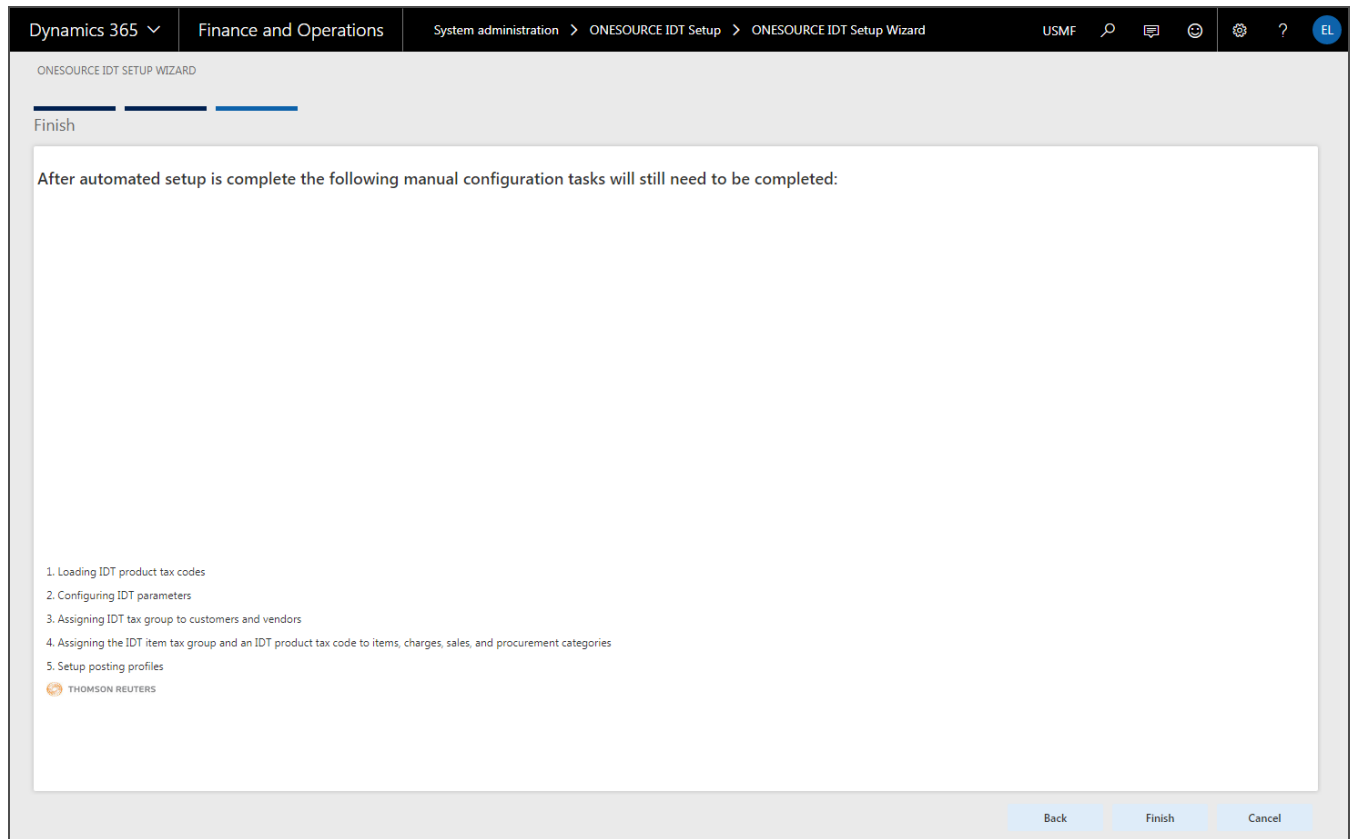 Dynamics 365 Finance and Operations System administration > ONESOURCE IDT Setup > ONESOURCE IDT Setup Wizard USMF ? EL
ONESOURCE IDT SETUP WIZARD
Finish
After automated setup is complete the following manual configuration tasks will still need to be completed:
1. Loading IDT product tax codes
2. Configuring IDT parameters
3. Assigning IDT tax group to customers and vendors
4. Assigning the IDT item tax group and an IDT product tax code to items, charges, sales, and procurement categories
5. Setup posting profiles
THOMSON REUTERS
Back Finish Cancel